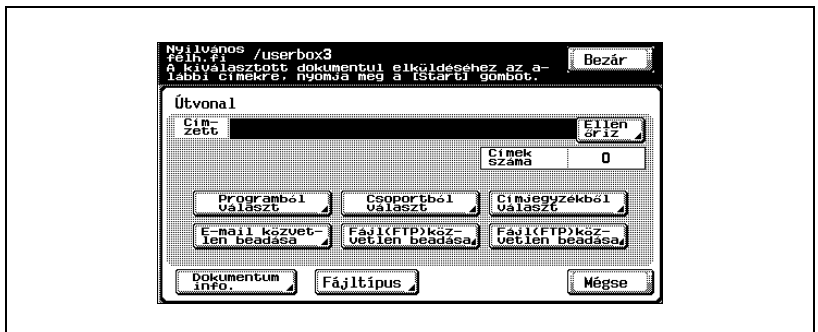 Nyilvános
félh.fi /userbox3
A kiválasztott dokumentul elküldéséhez az a-
lábbi címekre, nyomja meg a [Start] gombot.
Bezár
Útvonal
Cím-
zett
Ellen
őriz
Címek
száma
0
Programból
választ
Csoportból
választ
Címjegyzékből
választ
E-mail közvet-
len beadása
Fájl(FTP)köz-
vetlen beadása
Fájl(FTP)köz-
vetlen beadása
Dokumentum
info.
Fájltípus
Mégse